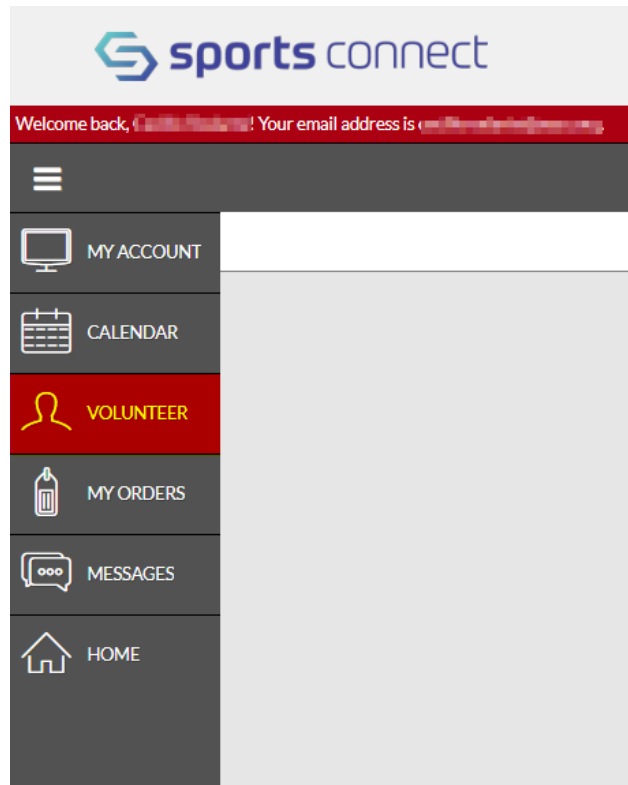 sports connect
Welcome back, ! Your email address is .
MY ACCOUNT
CALENDAR
VOLUNTEER
MY ORDERS
MESSAGES
HOME